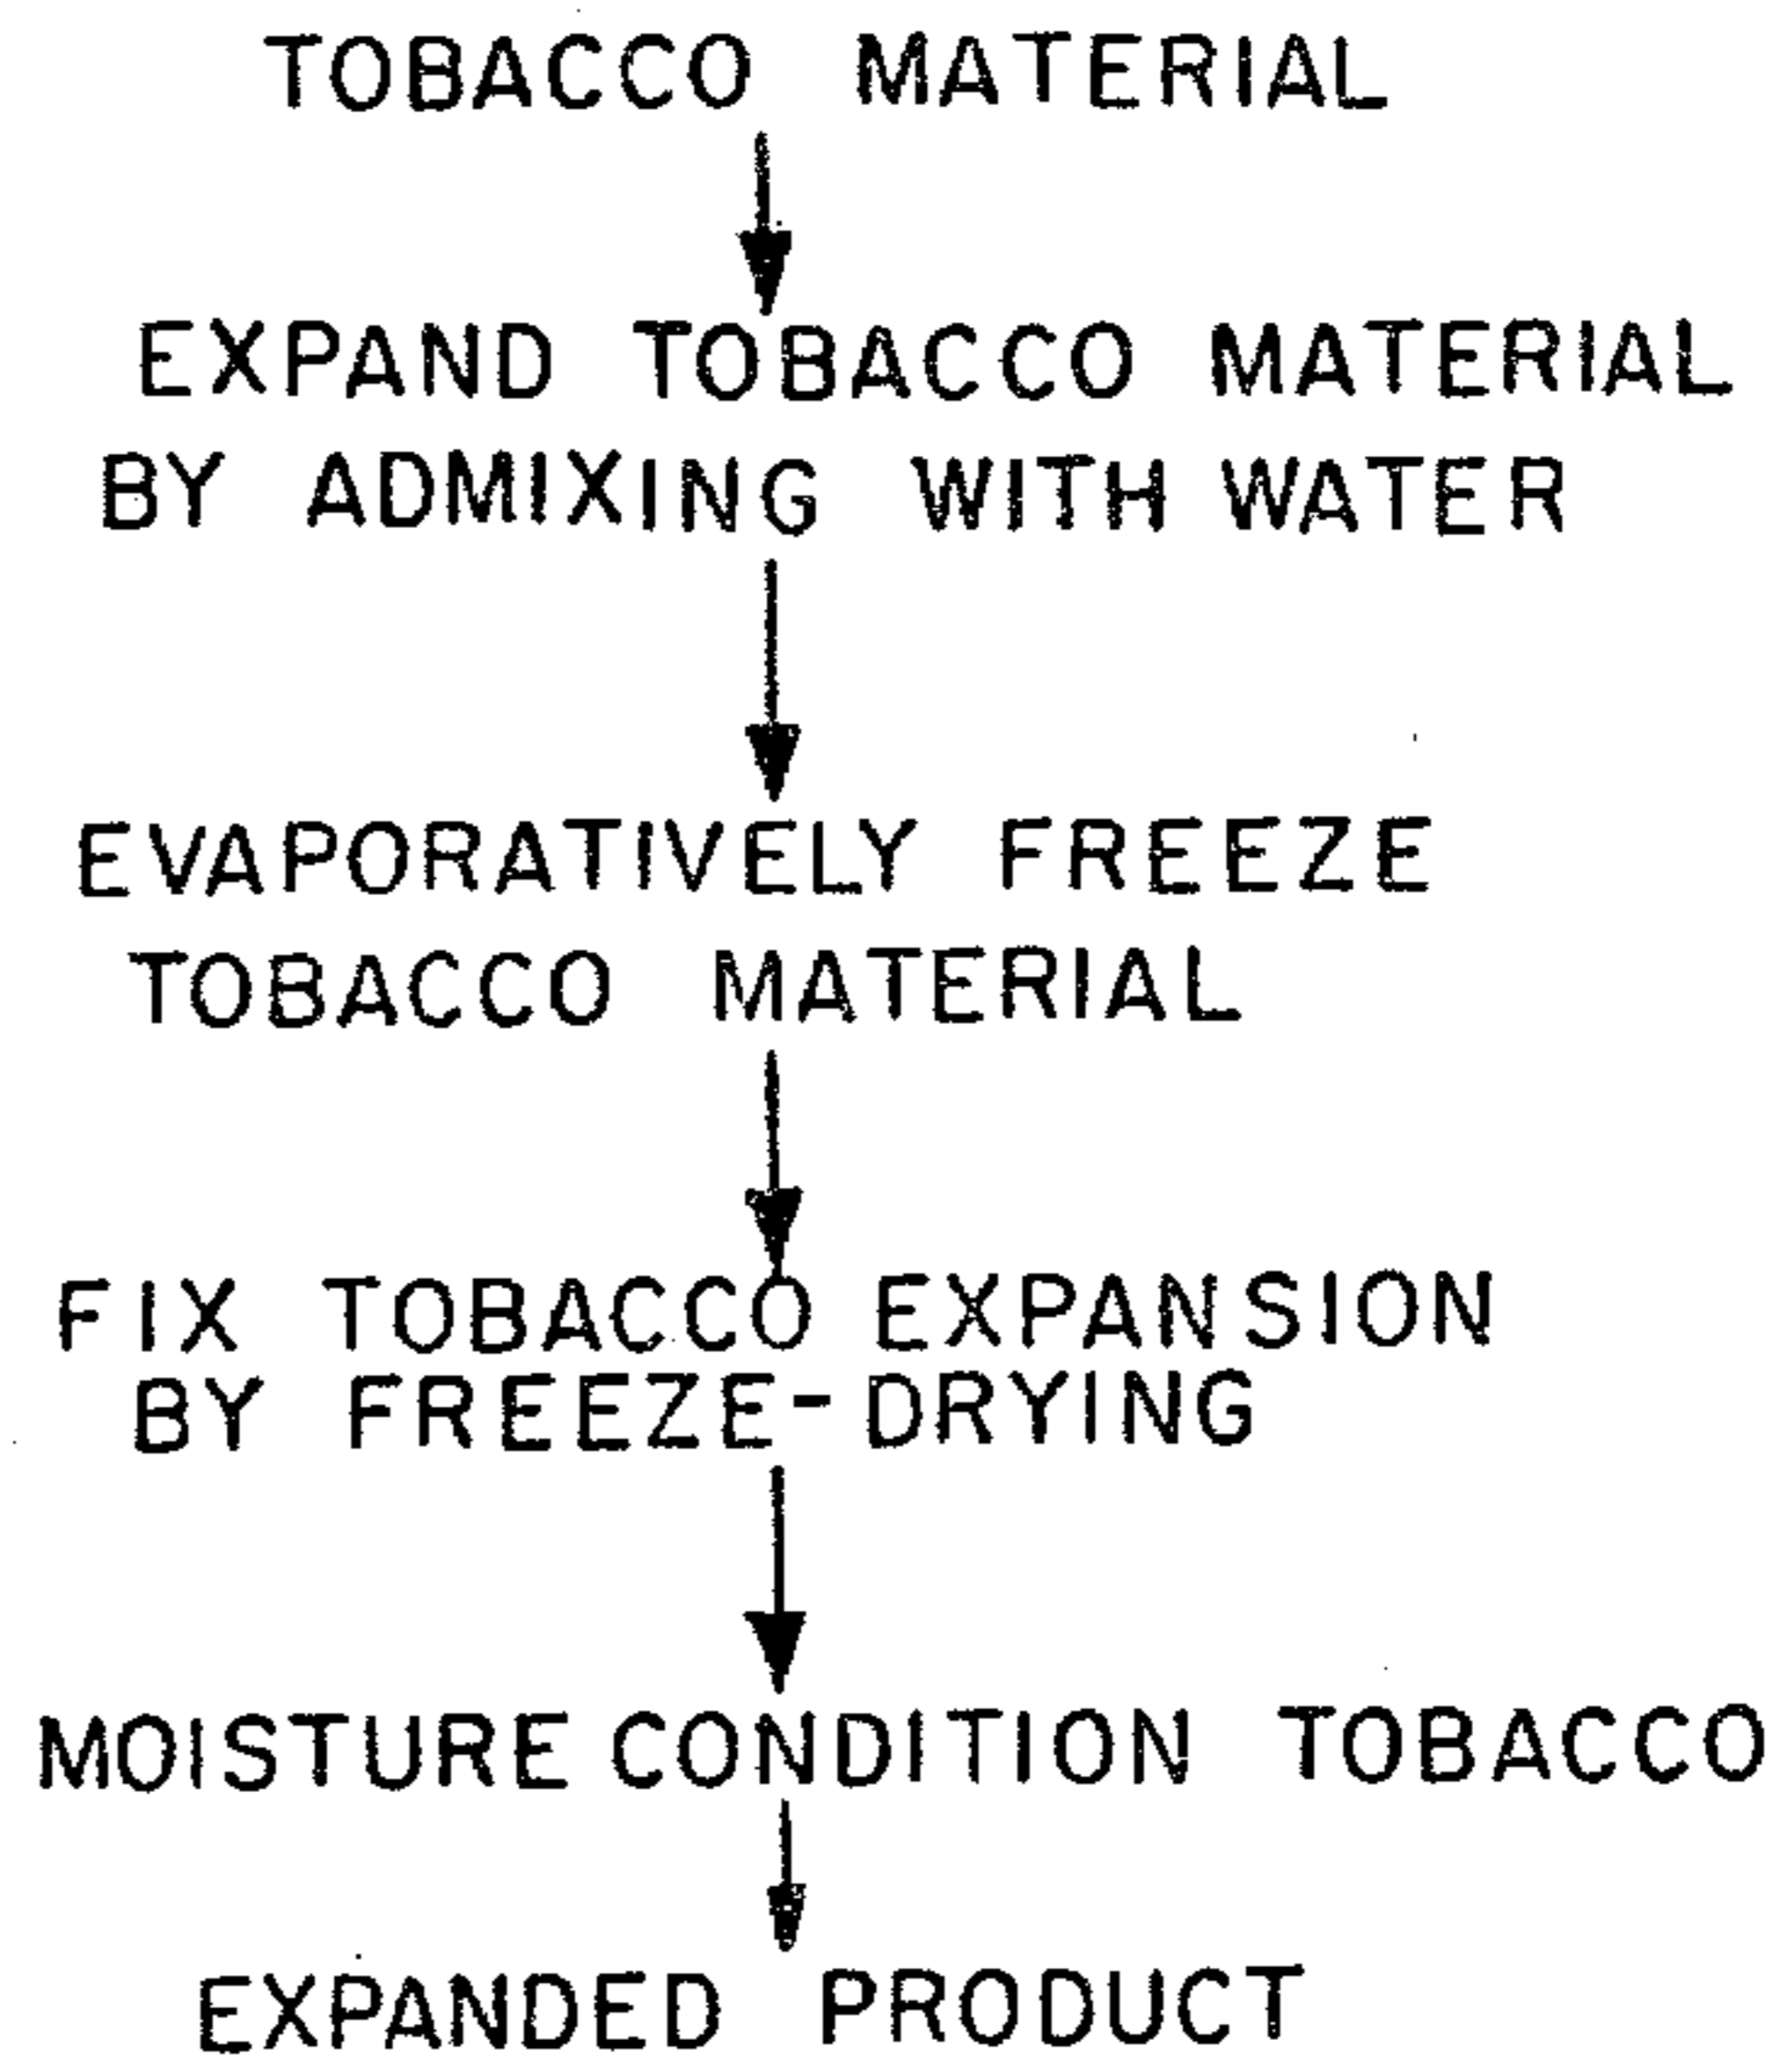 TOBACCO MATERIAL
EXPAND TOBACCO MATERIAL
BY ADMIXING WITH WATER
EVAPORATIVELY FREEZE
TOBACCO MATERIAL
FIX TOBACCO EXPANSION
BY FREEZE-DRYING
MOISTURE CONDITION TOBACCO
EXPANDED PRODUCT